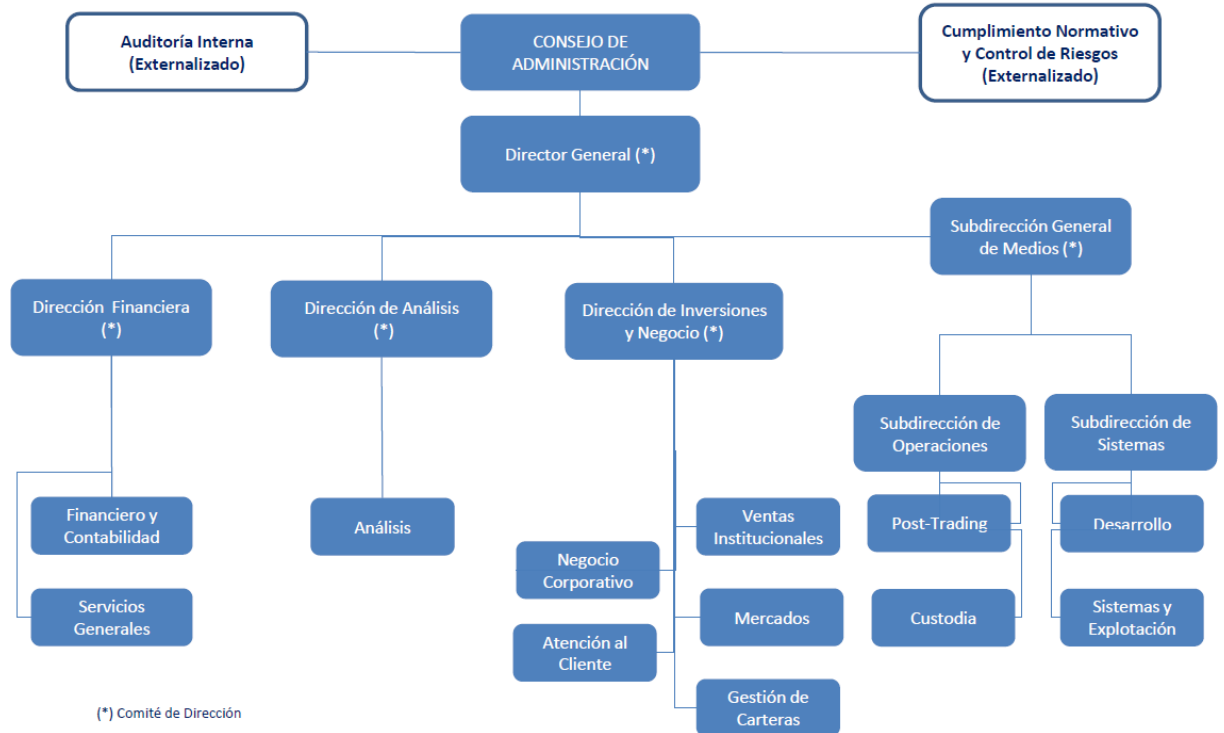 Auditoría Interna
(Externalizado)
CONSEJO DE
ADMINISTRACIÓN
Cumplimiento Normativo
y Control de Riesgos
(Externalizado)
Director General (*)
Subdirección General
de Medios (*)
Dirección Financiera
(*)
Dirección de Análisis
(*)
Dirección de Inversiones
y Negocio (*)
Subdirección de
Operaciones
Subdirección de
Sistemas
Financiero y
Contabilidad
Análisis
Ventas
Institucionales
Post-Trading
Desarrollo
Negocio
Corporativo
Servicios
Generales
Mercados
Custodia
Sistemas y
Explotación
Atención al
Cliente
Gestión de
Carteras
(*) Comité de Dirección